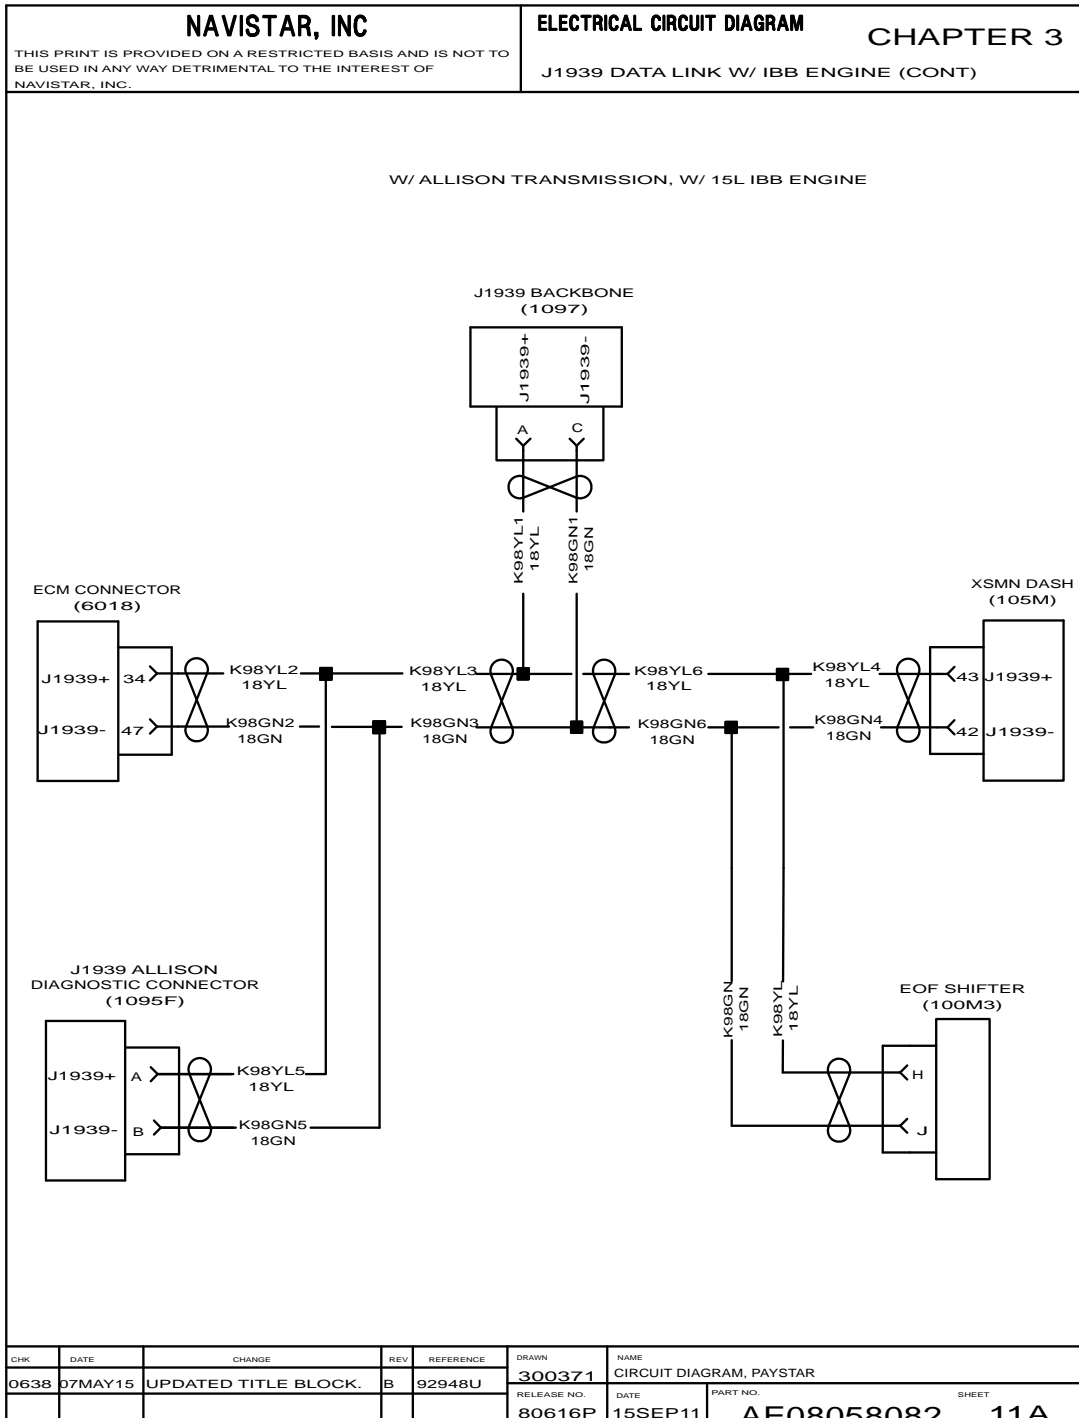 NAVISTAR, INC
THIS PRINT IS PROVIDED ON A RESTRICTED BASIS AND IS NOT TO
BE USED IN ANY WAY DETRIMENTAL TO THE INTEREST OF
NAVISTAR, INC.
ELECTRICAL CIRCUIT DIAGRAM
CHAPTER 3
J1939 DATA LINK W/ IBB ENGINE (CONT)
W/ ALLISON TRANSMISSION, W/ 15L IBB ENGINE
J1939 BACKBONE
(1097)
J1939+
J1939-
A
C
K98YL1
18YL
K98GN1
18GN
ECM CONNECTOR
(6018)
J1939+
34
J1939-
47
K98YL2
18YL
K98GN2
18GN
K98YL3
18YL
K98GN3
18GN
K98YL6
18YL
K98GN6
18GN
K98YL4
18YL
K98GN4
18GN
XSMN DASH
(105M)
43
J1939+
42
J1939-
J1939 ALLISON
DIAGNOSTIC CONNECTOR
(1095F)
J1939+
A
J1939-
B
K98YL5
18YL
K98GN5
18GN
K98GN
18GN
K98YL
18YL
EOF SHIFTER
(100M3)
H
J
CHK
DATE
CHANGE
REV
REFERENCE
0638
07MAY15
UPDATED TITLE BLOCK.
B
92948U
DRAWN
300371
NAME
CIRCUIT DIAGRAM, PAYSTAR
RELEASE NO.
80616P
DATE
15SEP11
PART NO.
AE08058082
SHEET
11A